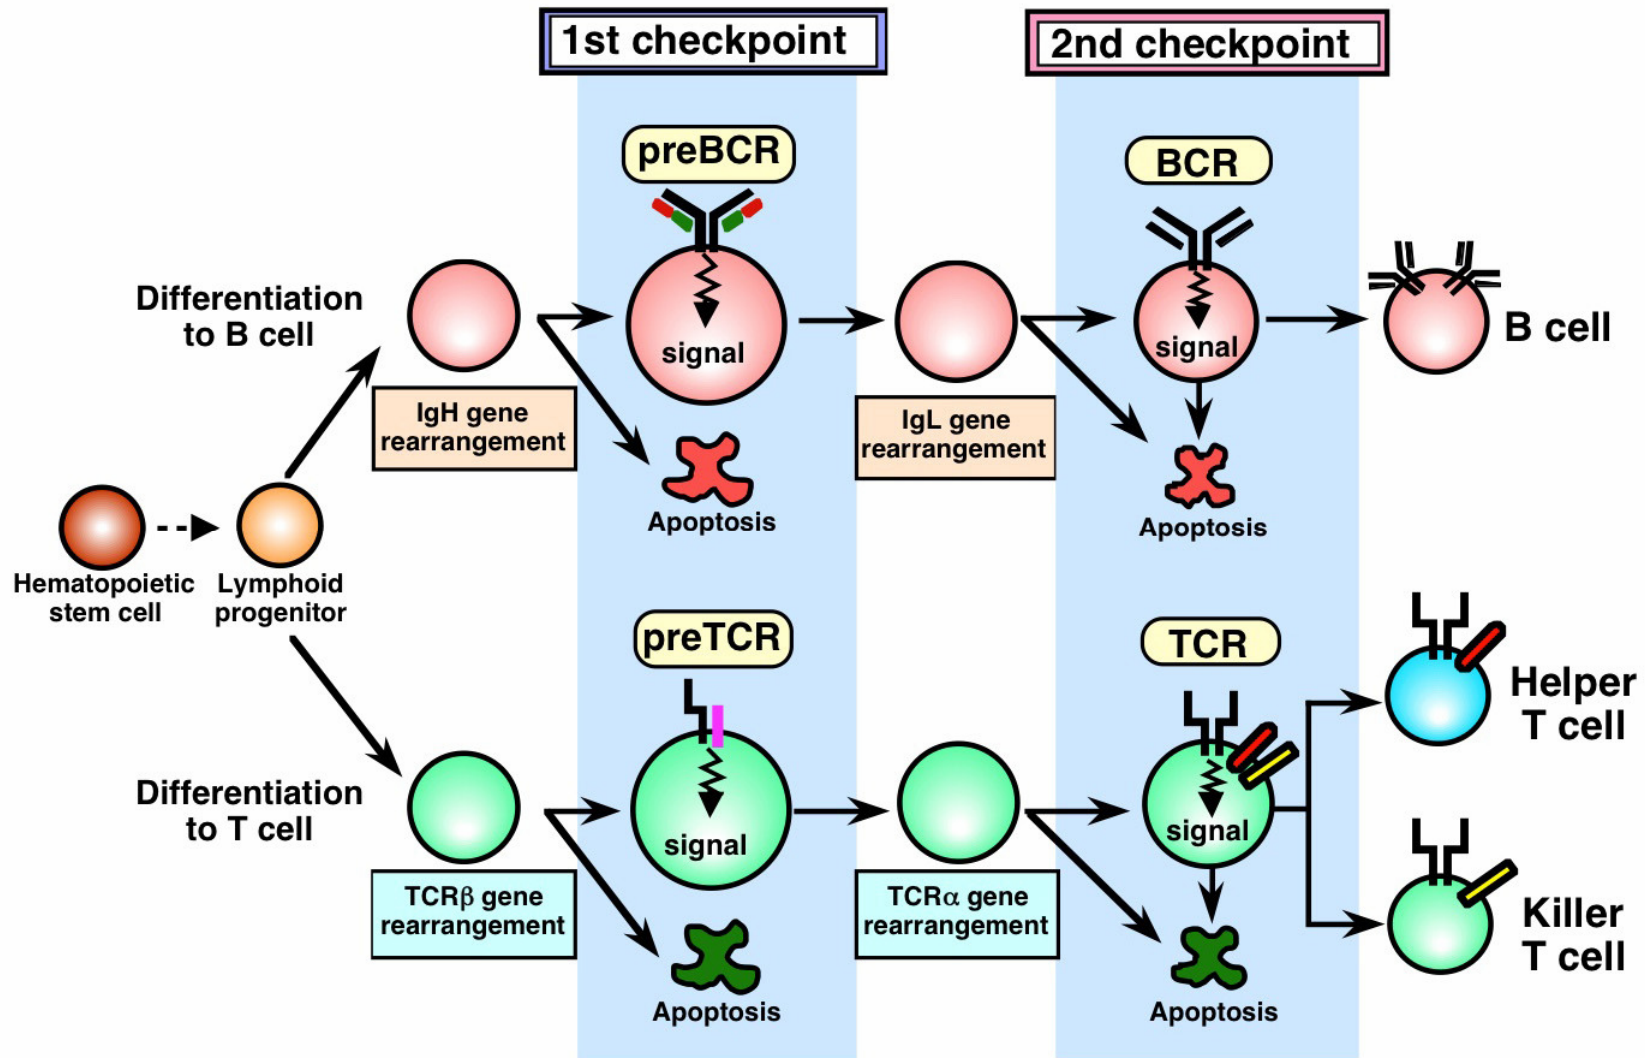 1st checkpoint
2nd checkpoint
preBCR
BCR
Differentiation
to B cell
signal
signal
B cell
IgH gene
rearrangement
IgL gene
rearrangement
Apoptosis
Apoptosis
Hematopoietic
stem cell
Lymphoid
progenitor
preTCR
TCR
Helper
T cell
Differentiation
to T cell
signal
signal
TCRβ gene
rearrangement
TCRα gene
rearrangement
Killer
T cell
Apoptosis
Apoptosis